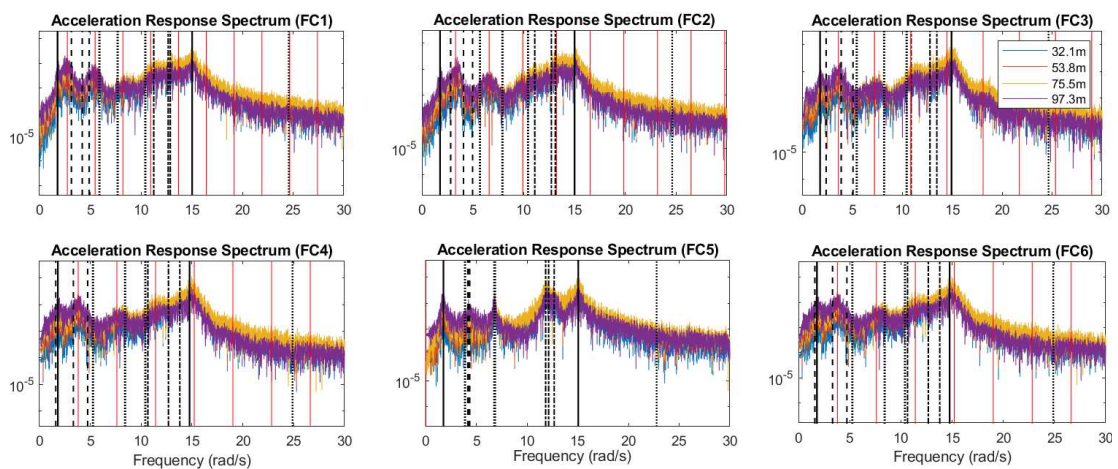 Acceleration Response Spectrum (FC1)
10-5
0 5 10 15 20 25 30
Acceleration Response Spectrum (FC2)
10-5
0 5 10 15 20 25 30
Acceleration Response Spectrum (FC3)
32.1m
53.8m
75.5m
97.3m
10-5
0 5 10 15 20 25 30
Acceleration Response Spectrum (FC4)
10-5
0 5 10 15 20 25 30
Frequency (rad/s)
Acceleration Response Spectrum (FC5)
10-5
0 5 10 15 20 25 30
Frequency (rad/s)
Acceleration Response Spectrum (FC6)
10-5
0 5 10 15 20 25 30
Frequency (rad/s)